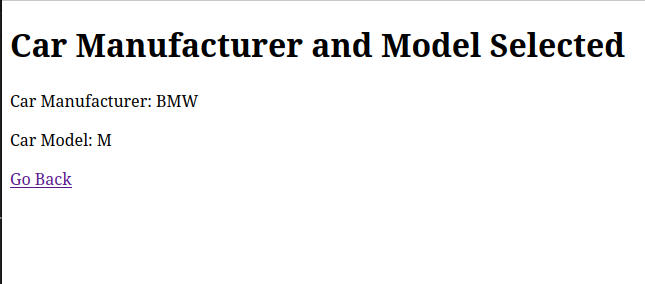 Car Manufacturer and Model Selected
Car Manufacturer: BMW
Car Model: M
Go Back